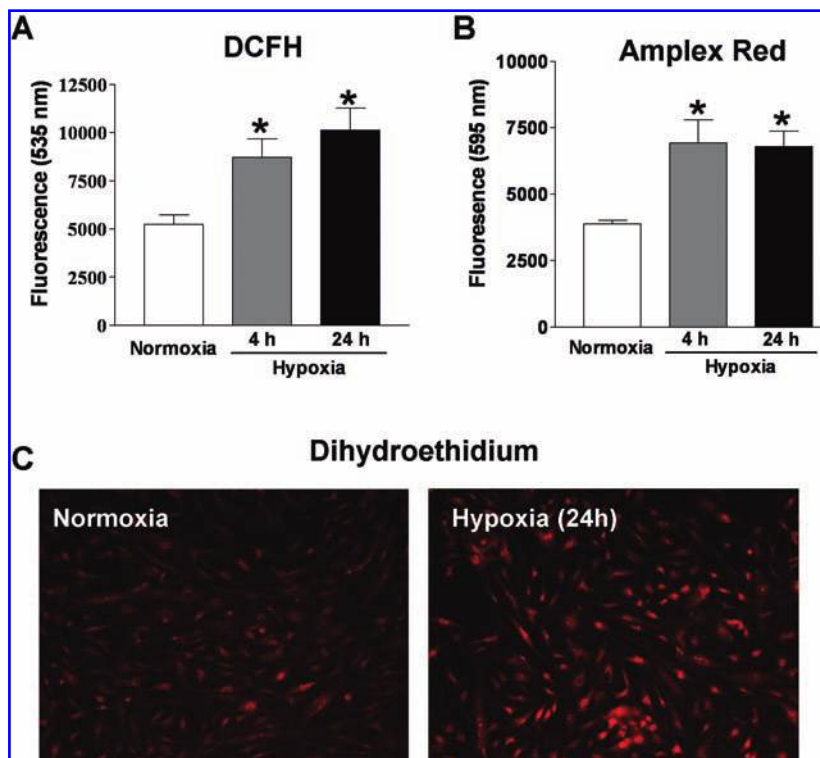 A
DCFH
Fluorescence (535 nm)
12500
10000
7500
5000
2500
0
*
*
Normoxia
4 h
24 h
Hypoxia
B
Amplex Red
Fluoresence (595 nm)
10000
7500
5000
2500
0
*
*
Normoxia
4 h
24 h
Hypoxia
C
Dihydroethidium
Normoxia
Hypoxia (24h)